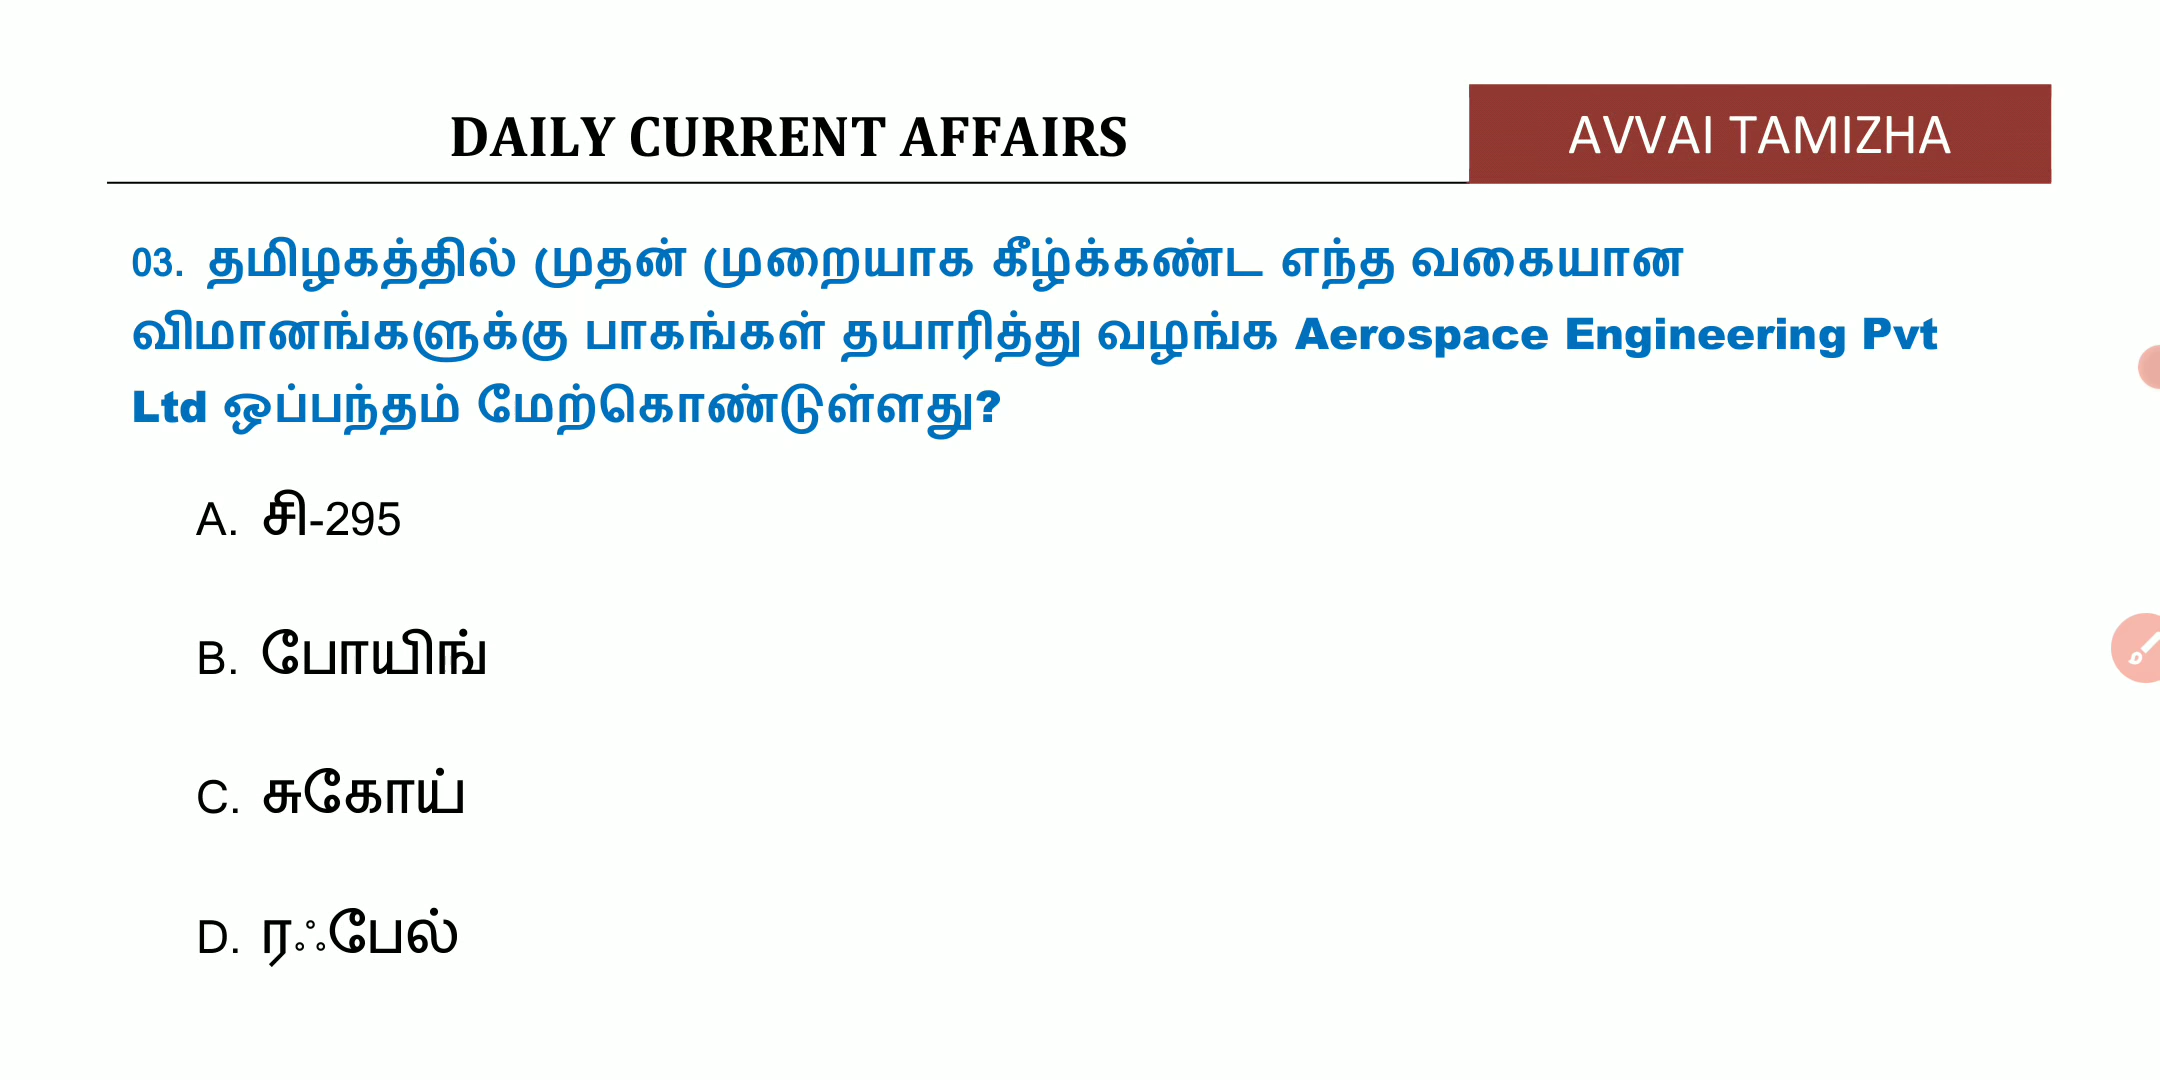 DAILY CURRENT AFFAIRS
AVVAI TAMIZHA
03. தமிழகத்தில் முதன் முறையாக கீழ்க்கண்ட எந்த வகையான
விமானங்களுக்கு பாகங்கள் தயாரித்து வழங்க Aerospace Engineering Pvt
Ltd ஒப்பந்தம் மேற்கொண்டுள்ளது?
A. சி-295
B. போயிங்
C. சுகோய்
D. ரஃபேல்